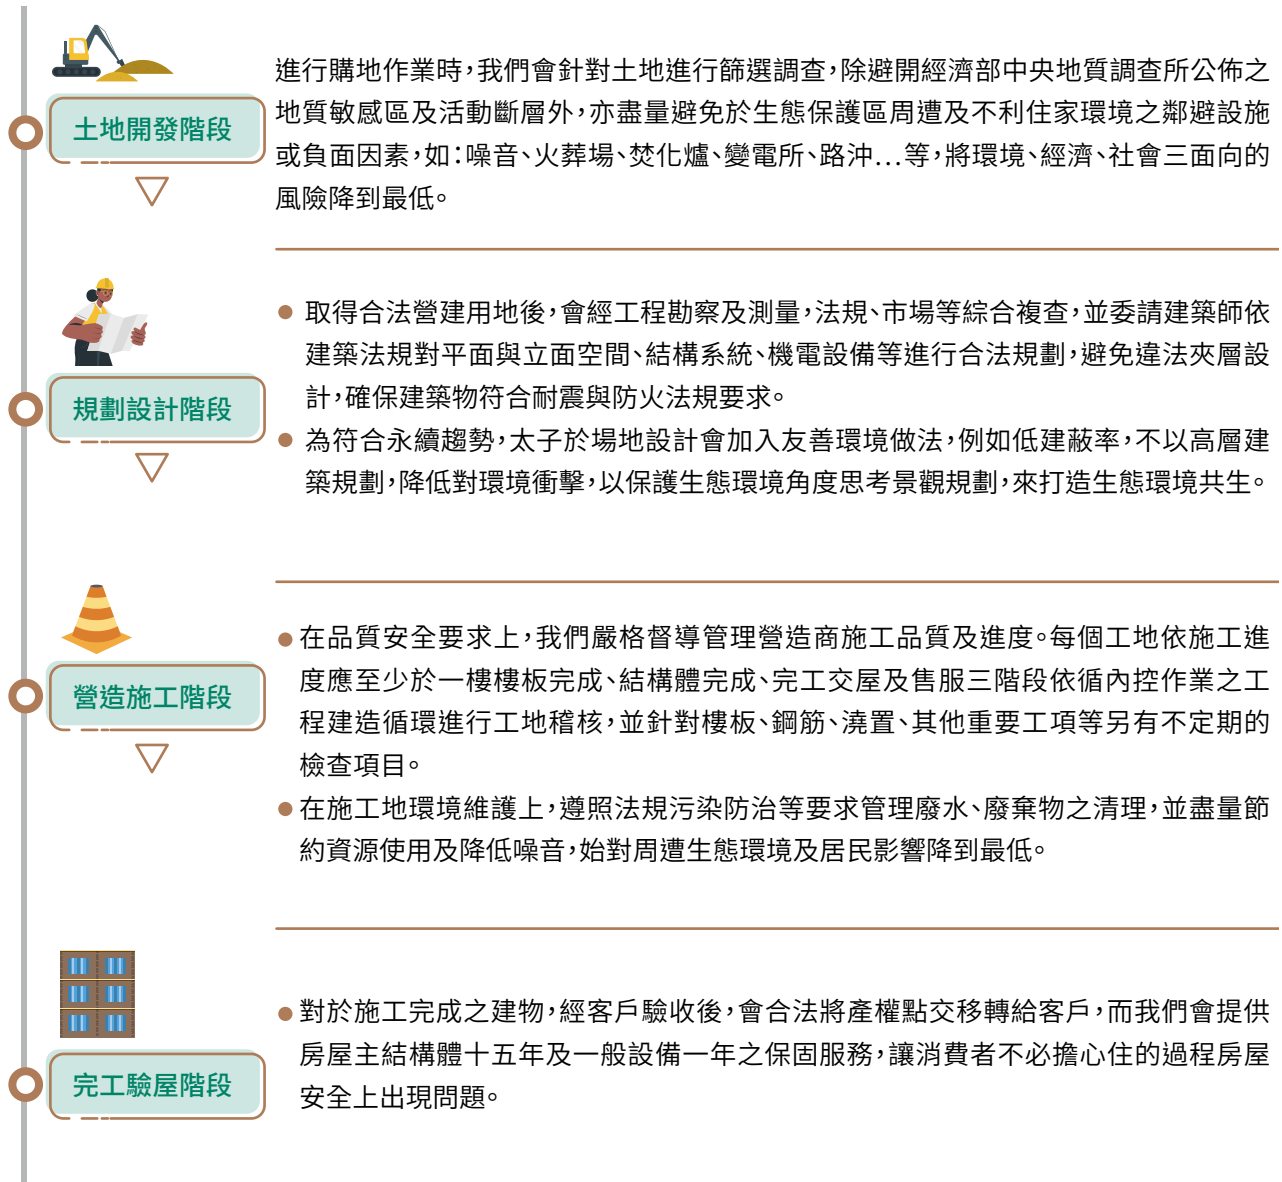 土地開發階段
進行購地作業時，我們會針對土地進行篩選調查，除避開經濟部中央地質調查所公佈之
地質敏感區及活動斷層外，亦盡量避免於生態保護區周遭及不利住家環境之鄰避設施
或負面因素，如：噪音、火葬場、焚化爐、變電所、路沖…等，將環境、經濟、社會三面向的
風險降到最低。
規劃設計階段
● 取得合法營建用地後，會經工程勘察及測量，法規、市場等綜合複查，並委請建築師依
建築法規對平面與立面空間、結構系統、機電設備等進行合法規劃，避免違法夾層設
計，確保建築物符合耐震與防火法規要求。
● 為符合永續趨勢，太子於場地設計會加入友善環境做法，例如低建蔽率，不以高層建
築規劃，降低對環境衝擊，以保護生態環境角度思考景觀規劃，來打造生態環境共生。
營造施工階段
● 在品質安全要求上，我們嚴格督導管理營造商施工品質及進度。每個工地依施工進
度應至少於一樓樓板完成、結構體完成、完工交屋及售服三階段依循內控作業之工
程建造循環進行工地稽核，並針對樓板、鋼筋、澆置、其他重要工項等另有不定期的
檢查項目。
● 在施工地環境維護上，遵照法規污染防治等要求管理廢水、廢棄物之清理，並盡量節
約資源使用及降低噪音，始對周遭生態環境及居民影響降到最低。
完工驗屋階段
● 對於施工完成之建物，經客戶驗收後，會合法將產權點交移轉給客戶，而我們會提供
房屋主結構體十五年及一般設備一年之保固服務，讓消費者不必擔心住的過程房屋
安全上出現問題。